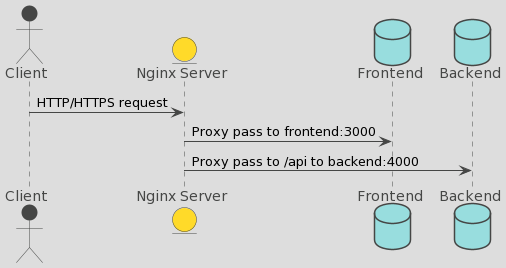 Client
Nginx Server
Frontend
Backend
HTTP/HTTPS request
Proxy pass to frontend:3000
Proxy pass to /api to backend:4000
Client
Nginx Server
Frontend
Backend